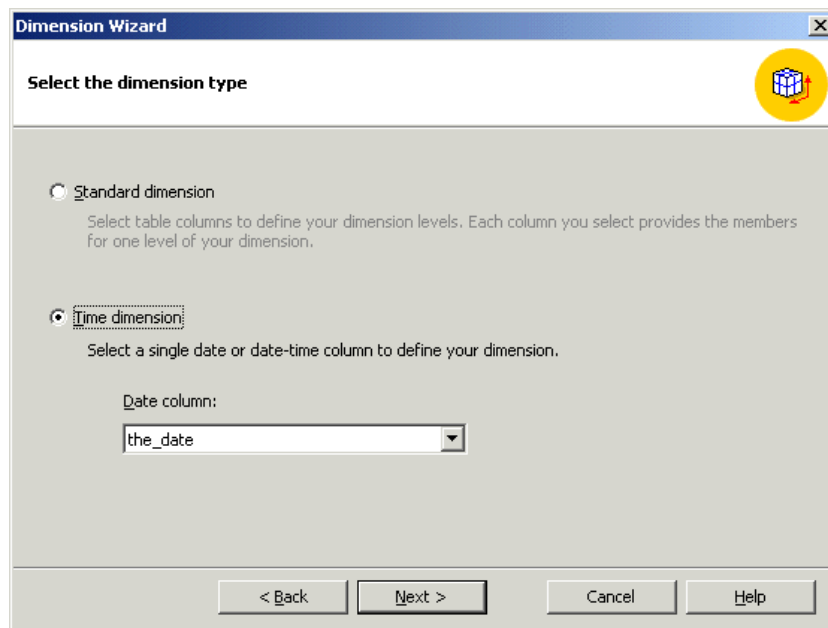 Dimension Wizard
Select the dimension type
Standard dimension
Select table columns to define your dimension levels. Each column you select provides the members
for one level of your dimension.
Time dimension
Select a single date or date-time column to define your dimension.
Date column:
the_date
< Back
Next >
Cancel
Help